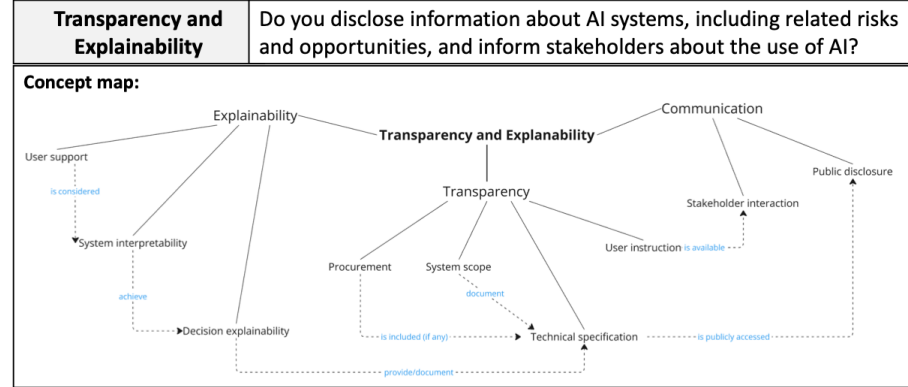 Transparency and
Explainability
Do you disclose information about AI systems, including related risks
and opportunities, and inform stakeholders about the use of AI?
Concept map:
Explainability
Transparency and Explanability
Communication
User support
is considered
System interpretability
achieve
Decision explainability
Transparency
Procurement
System scope
document
User instruction
is available
Stakeholder interaction
Public disclosure
is included (if any)
Technical specification
is publicly accessed
provide/document